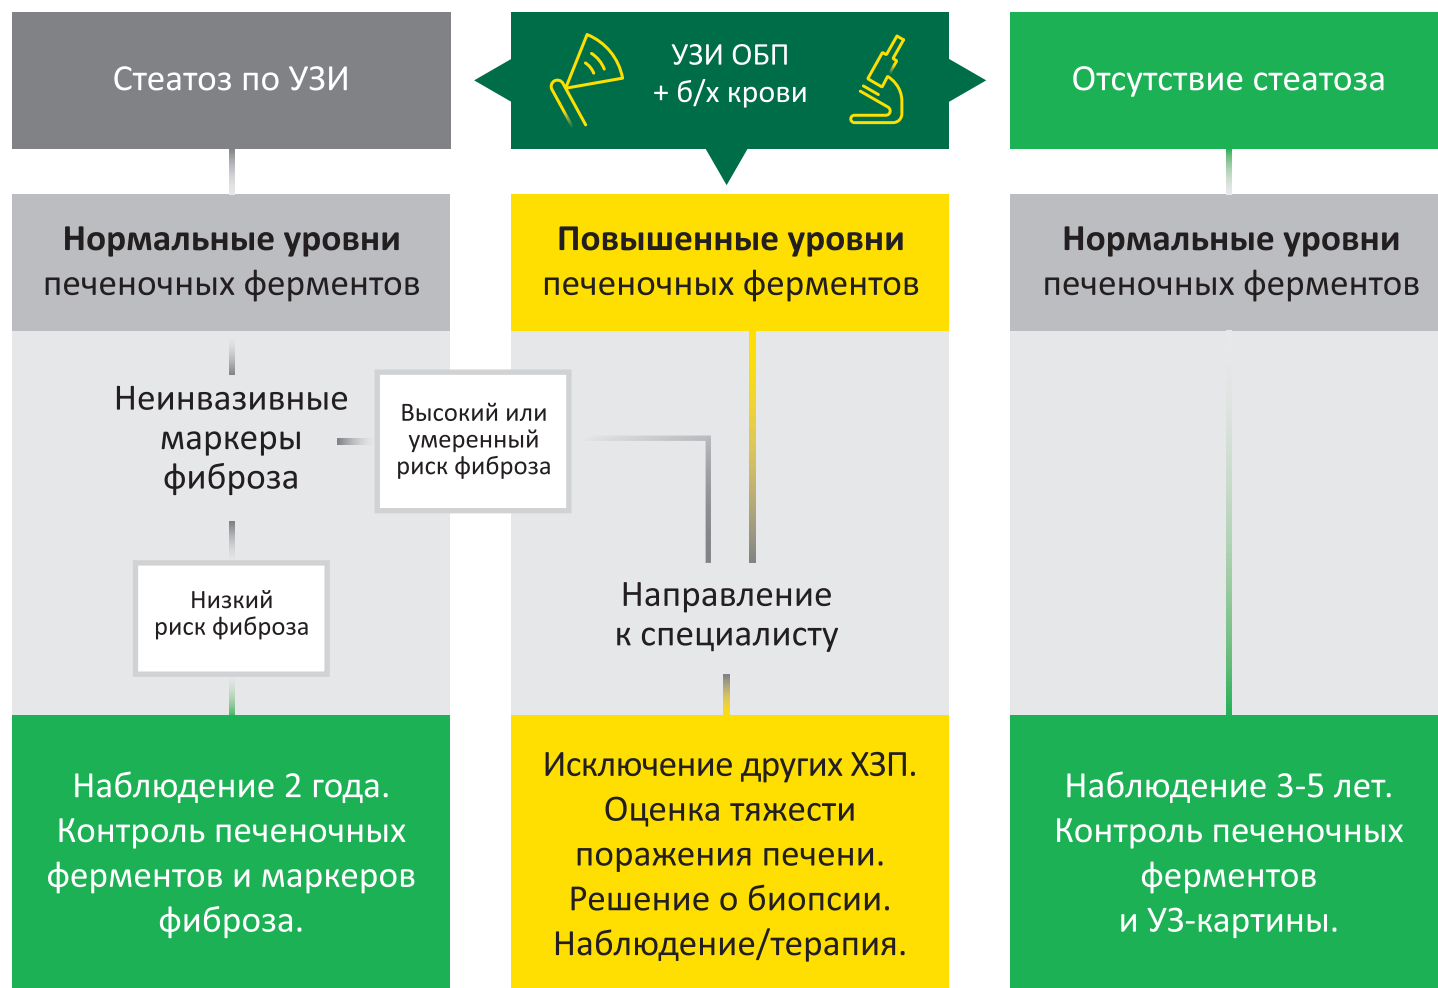 Стеатоз по УЗИ
УЗИ ОБП
+ б/х крови
Отсутствие стеатоза
Нормальные уровни
печеночных ферментов
Повышенные уровни
печеночных ферментов
Нормальные уровни
печеночных ферментов
Неинвазивные
маркеры
фиброза
Высокий или
умеренный
риск фиброза
Низкий
риск фиброза
Направление
к специалисту
Наблюдение 2 года.
Контроль печеночных
ферментов и маркеров
фиброза.
Исключение других ХЗП.
Оценка тяжести
поражения печени.
Решение о биопсии.
Наблюдение/терапия.
Наблюдение 3-5 лет.
Контроль печеночных
ферментов
и УЗ-картины.